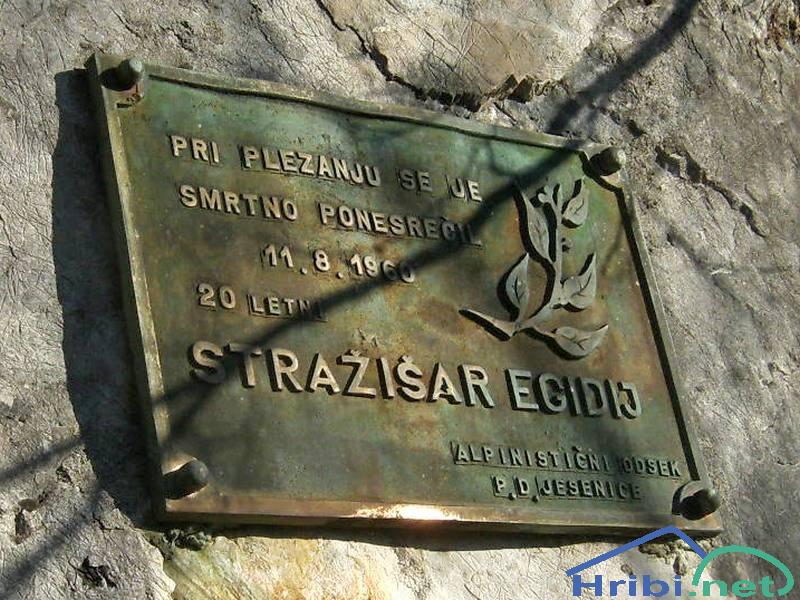 PRI PLEZANJU SE JE
SMRTNO PONESREČIL
11.8.1960
20 LETNI
STRAŽIŠAR EGIDIJ
ALPINISTIČNI ODSEK
P.D.JESENICE
Hribi.net